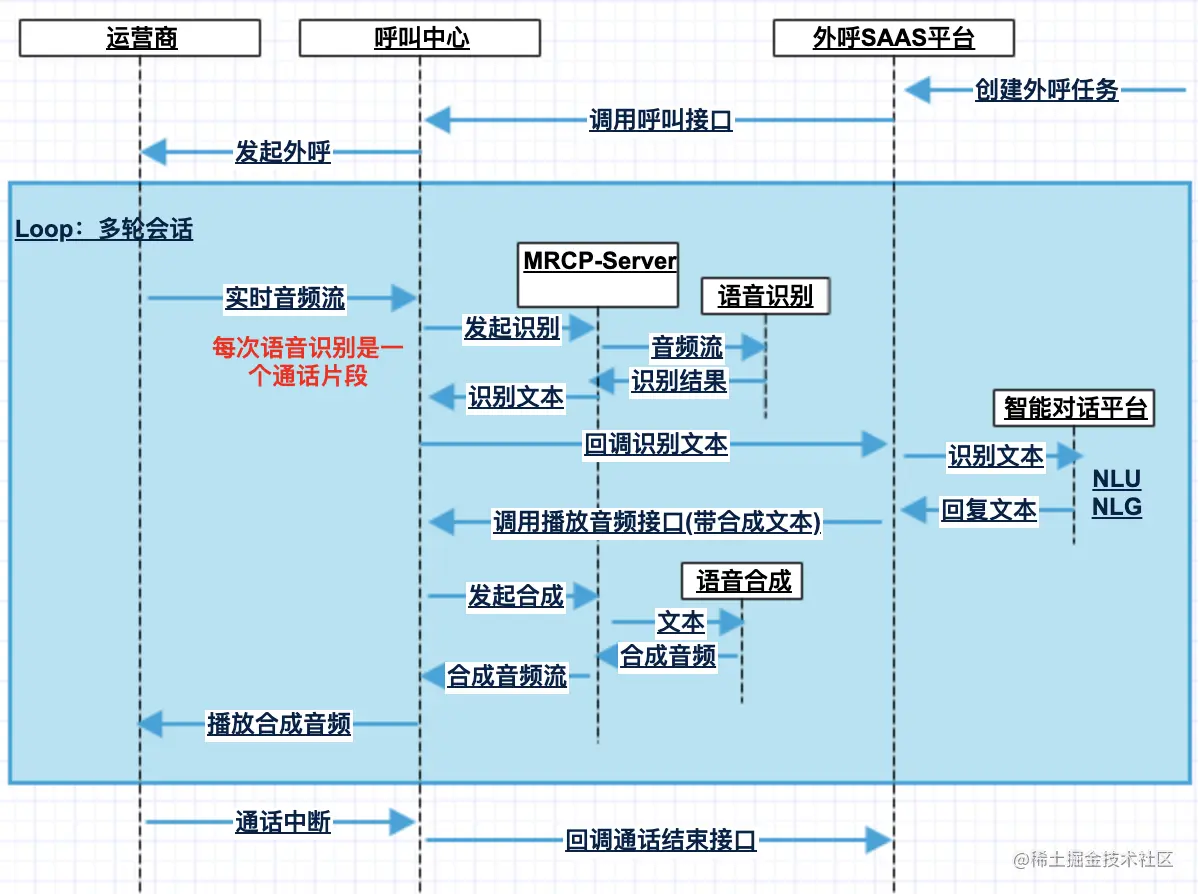 运营商
呼叫中心
外呼SAAS平台
创建外呼任务
调用呼叫接口
发起外呼
Loop：多轮会话
MRCP-Server
语音识别
实时音频流
发起识别
每次语音识别是一
个通话片段
音频流
识别结果
识别文本
智能对话平台
回调识别文本
识别文本
NLU
NLG
回复文本
调用播放音频接口(带合成文本)
语音合成
发起合成
文本
合成音频
合成音频流
播放合成音频
通话中断
回调通话结束接口
@稀土掘金技术社区